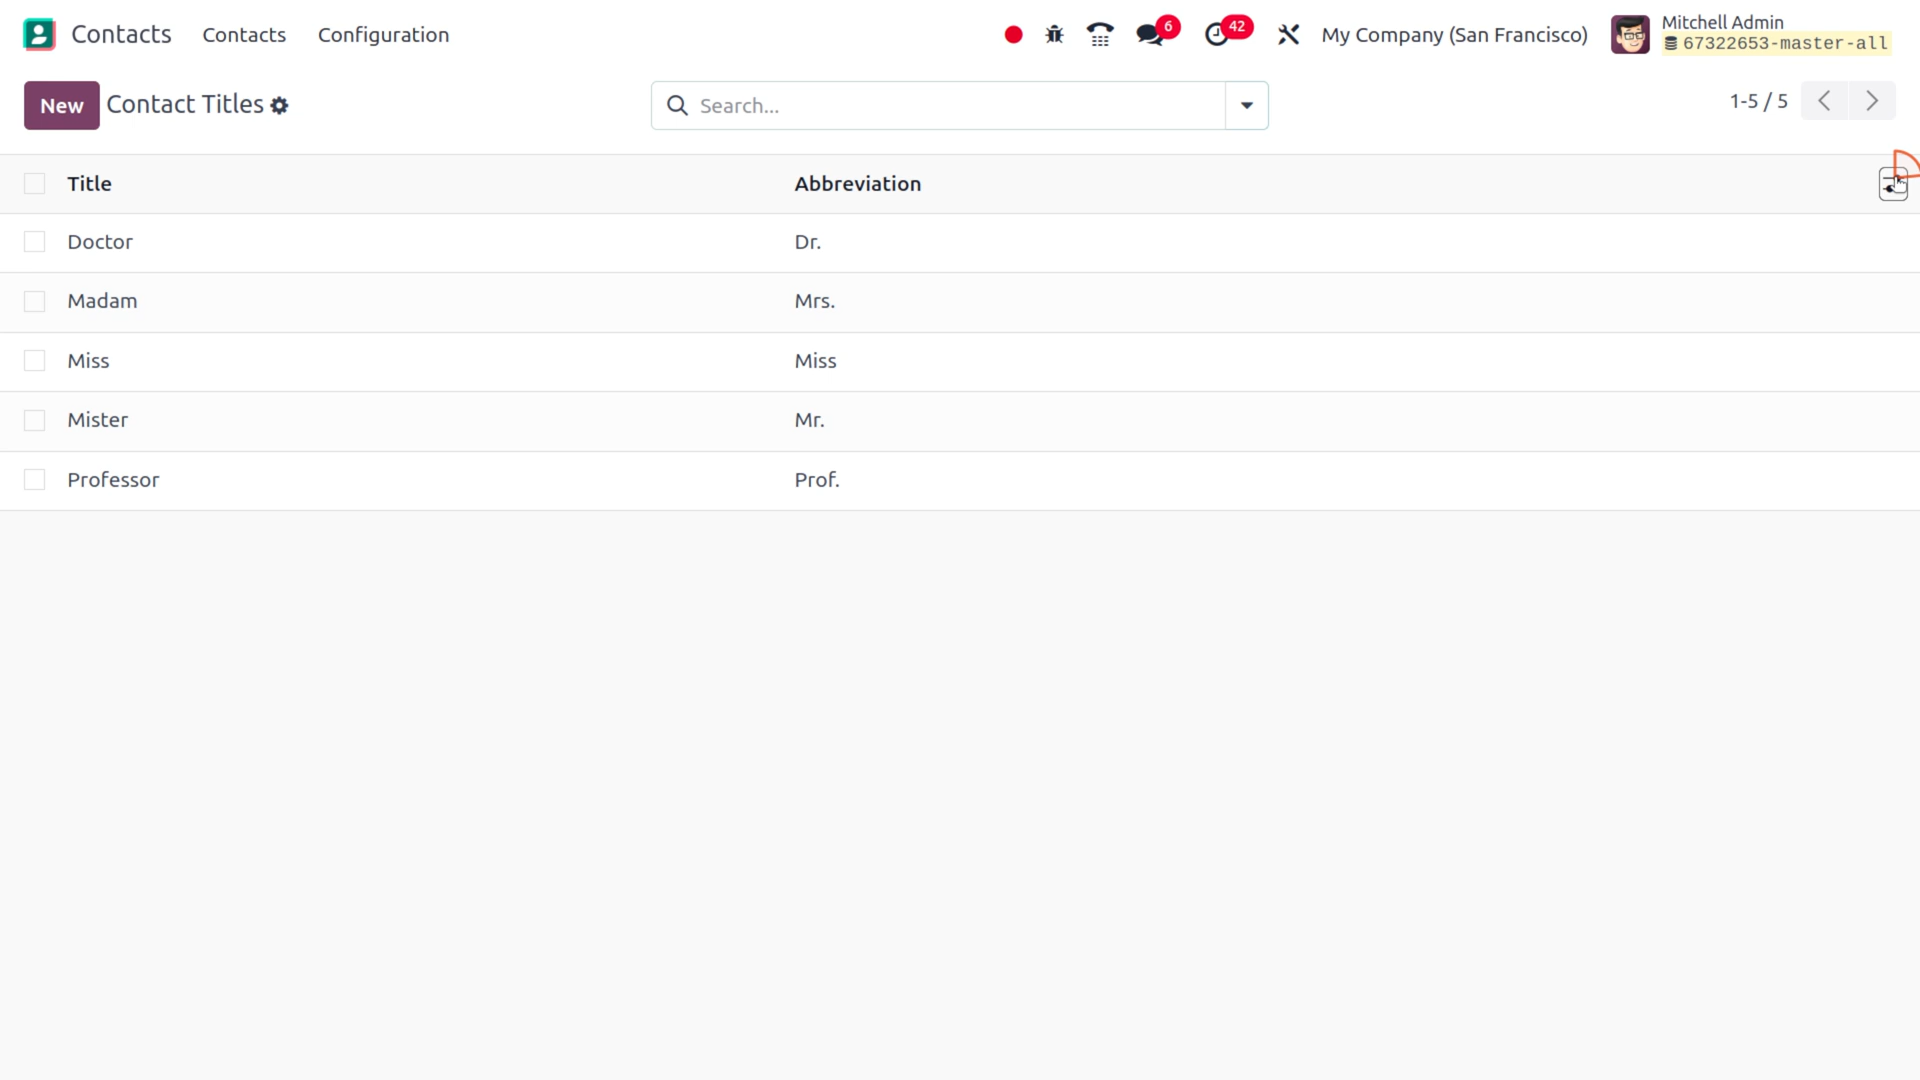 Contacts Contacts Configuration 6 42 My Company (San Francisco) Mitchell Admin
67322653-master-all
New Contact Titles Search... 1-5 / 5
Title Abbreviation
Doctor Dr.
Madam Mrs.
Miss Miss
Mister Mr.
Professor Prof.